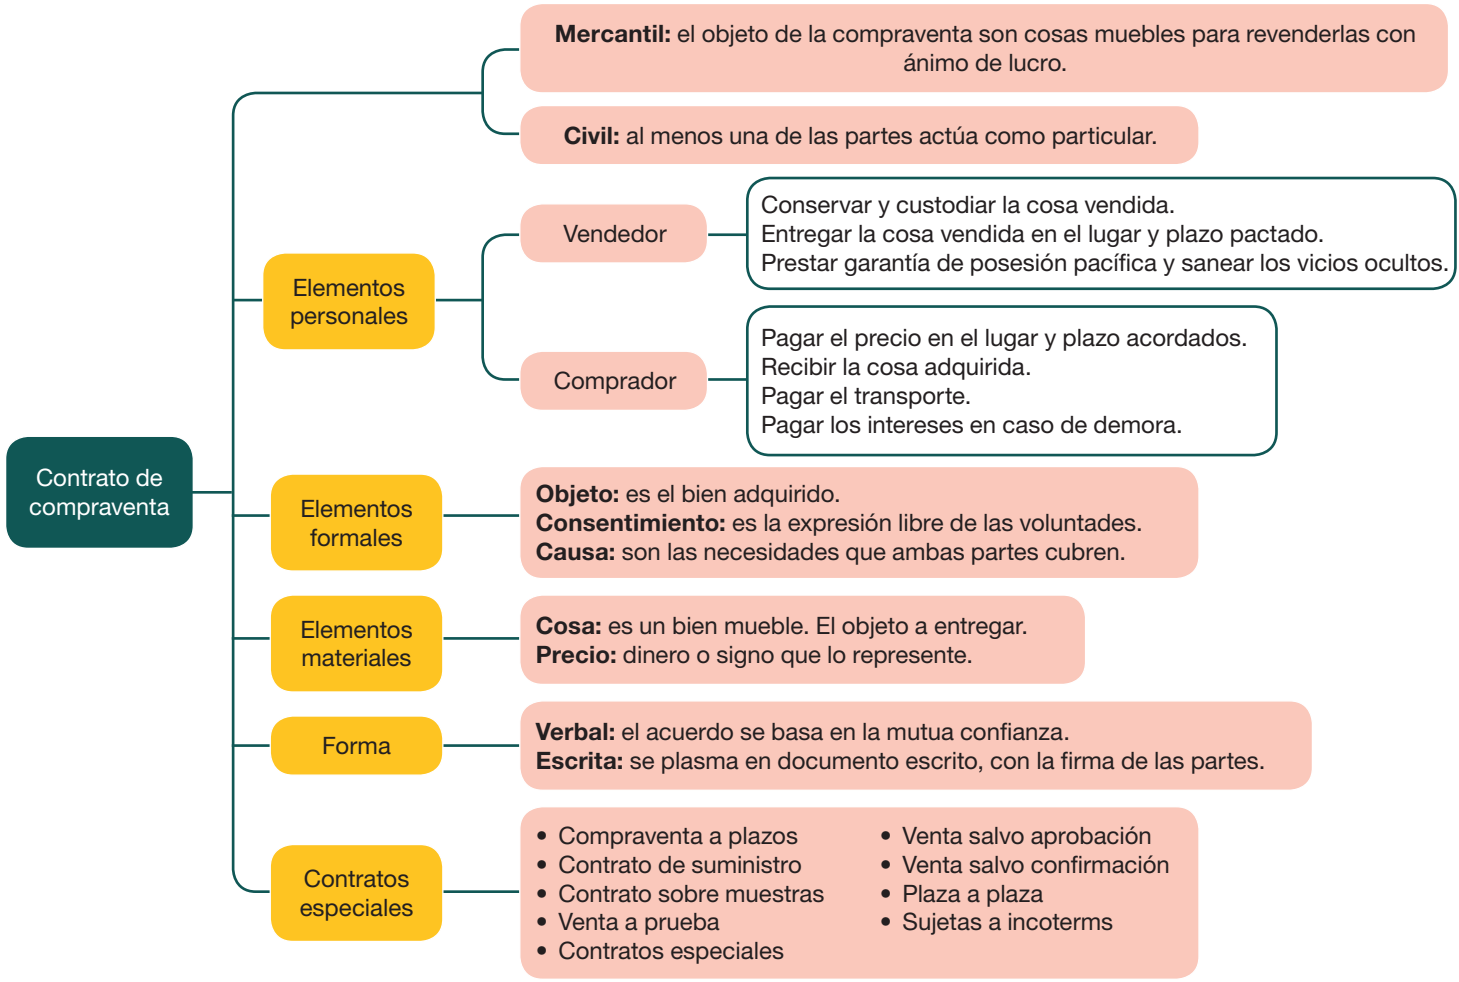 Mercantil: el objeto de la compraventa son cosas muebles para revenderlas con
ánimo de lucro.
Civil: al menos una de las partes actúa como particular.
Elementos
personales
Vendedor
Conservar y custodiar la cosa vendida.
Entregar la cosa vendida en el lugar y plazo pactado.
Prestar garantía de posesión pacífica y sanear los vicios ocultos.
Comprador
Pagar el precio en el lugar y plazo acordados.
Recibir la cosa adquirida.
Pagar el transporte.
Pagar los intereses en caso de demora.
Contrato de
compraventa
Elementos
formales
Objeto: es el bien adquirido.
Consentimiento: es la expresión libre de las voluntades.
Causa: son las necesidades que ambas partes cubren.
Elementos
materiales
Cosa: es un bien mueble. El objeto a entregar.
Precio: dinero o signo que lo represente.
Forma
Verbal: el acuerdo se basa en la mutua confianza.
Escrita: se plasma en documento escrito, con la firma de las partes.
Contratos
especiales
• Compraventa a plazos
• Contrato de suministro
• Contrato sobre muestras
• Venta a prueba
• Contratos especiales
• Venta salvo aprobación
• Venta salvo confirmación
• Plaza a plaza
• Sujetas a incoterms